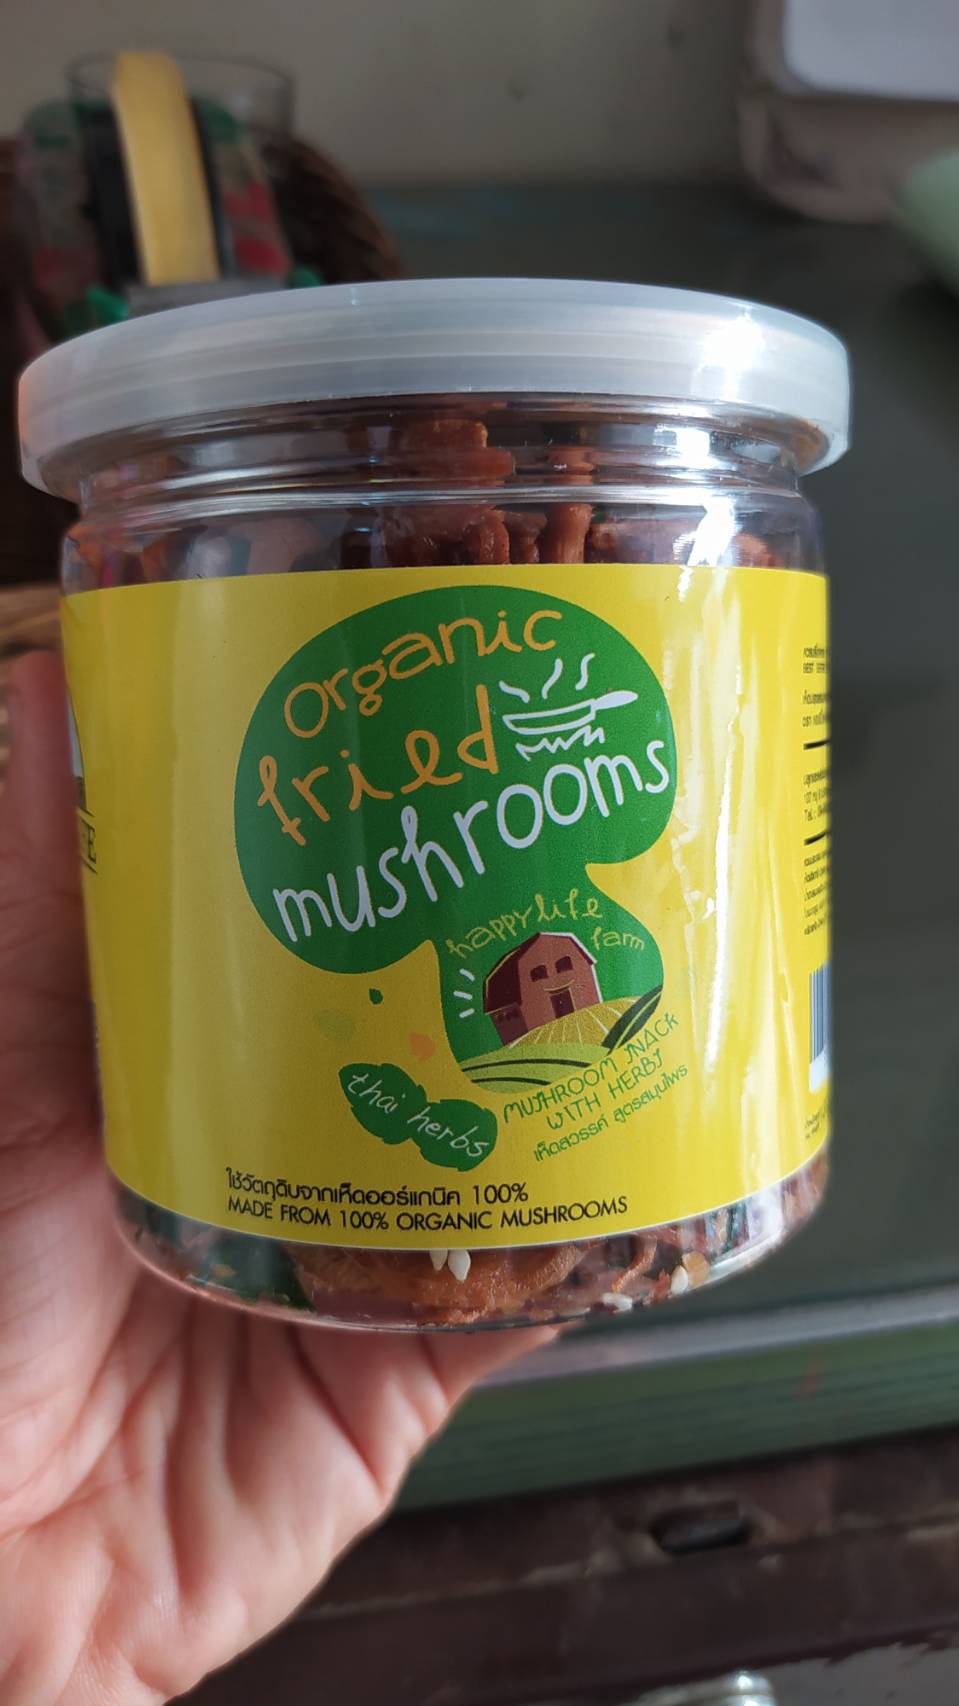 Organic
fried
mushrooms
happy life
farm
MUSHROOM SNACK
WITH HERBS
เห็ดสวรรค์ สูตรสมุนไพร
thai herbs
ใช้วัตถุดิบจากเห็ดออร์แกนิค 100%
MADE FROM 100% ORGANIC MUSHROOMS